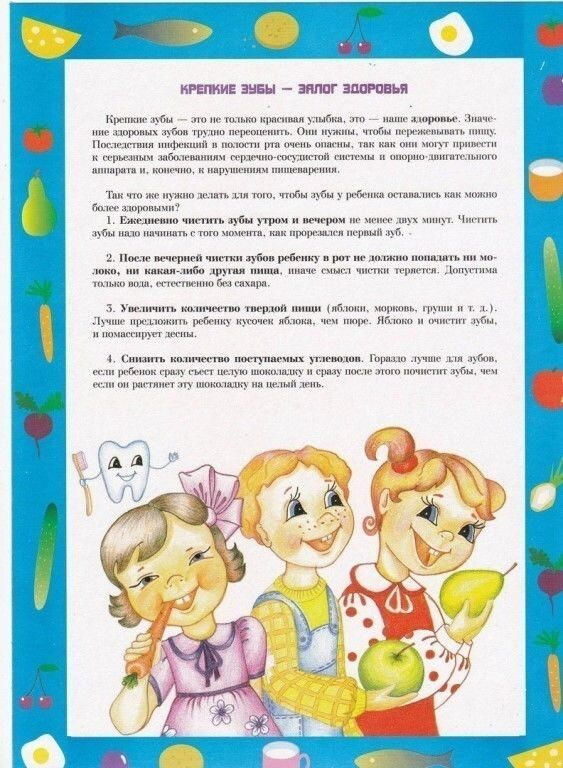 КРЕПКИЕ ЗУБЫ — ЗАЛОГ ЗДОРОВЬЯ
Крепкие зубы — это не только красивая улыбка, это — наше здоровье. Значе-
ние здоровых зубов трудно переоценить. Они нужны, чтобы пережевывать пищу.
Последствия инфекций в полости рта очень опасны, так как они могут привести
к серьезным заболеваниям сердечно-сосудистой системы и опорно-двигательного
аппарата и, конечно, к нарушениям пищеварения.
Так что же нужно делать для того, чтобы зубы у ребенка оставались как можно
более здоровыми?
1. Ежедневно чистить зубы утром и вечером не менее двух минут. Чистить
зубы надо начинать с того момента, как прорезался первый зуб.
2. После вечерней чистки зубов ребенку в рот не должно попадать ни мо-
локо, ни какая-либо другая пища, иначе смысл чистки теряется. Допустима
только вода, естественно без сахара.
3. Увеличить количество твердой пищи (яблоки, морковь, груши и т. д.).
Лучше предложить ребенку кусочек яблока, чем пюре. Яблоко и очистит зубы,
и помассирует десны.
4. Снизить количество поступаемых углеводов. Гораздо лучше для зубов,
если ребенок сразу съест целую шоколадку и сразу после этого почистит зубы, чем
если он растянет эту шоколадку на целый день.